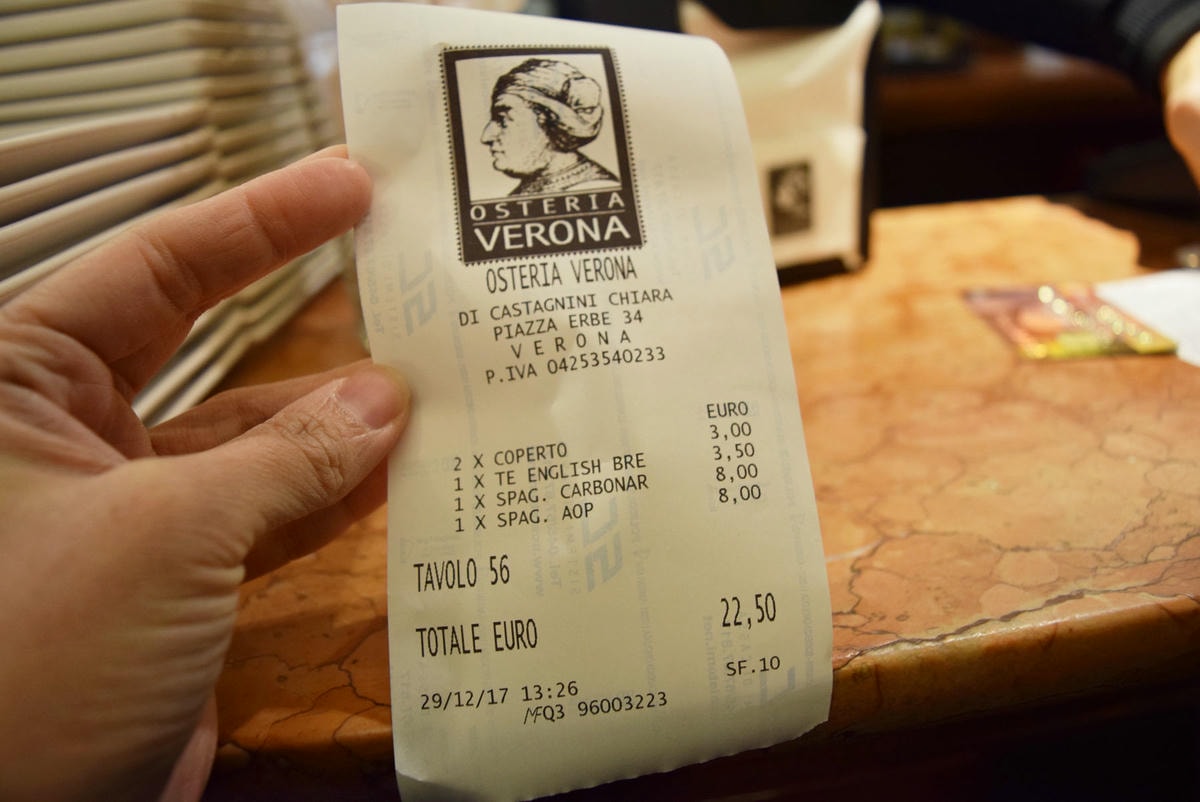 OSTERIA
VERONA
OSTERIA VERONA
DI CASTAGNINI CHIARA
PIAZZA ERBE 34
VERONA
P.IVA 04253540233
EURO
2 X COPERTO 3,00
1 X TE ENGLISH BRE 3,50
1 X SPAG. CARBONAR 8,00
1 X SPAG. AOP 8,00
TAVOLO 56
TOTALE EURO 22,50
SF.10
29/12/17 13:26
MFQ3 96003223